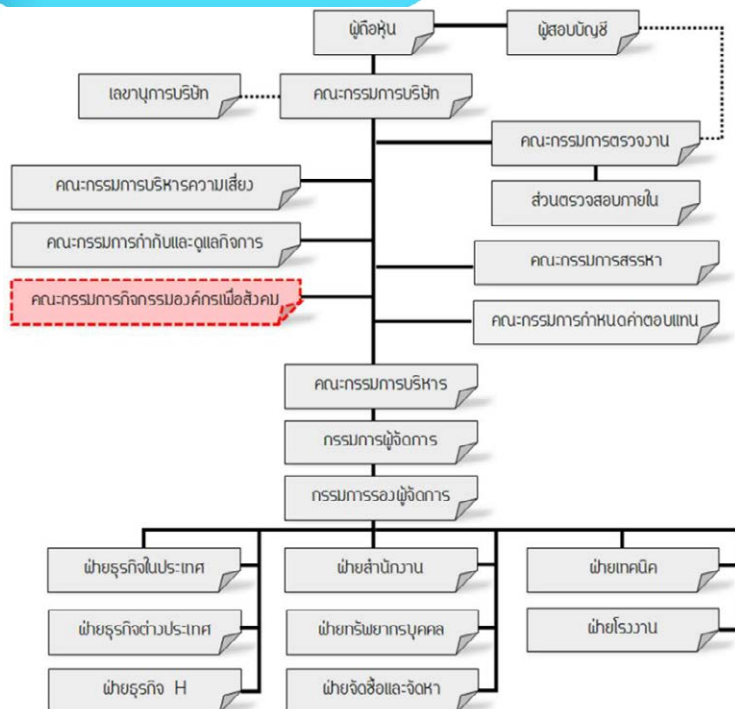 ผู้ถือหุ้น
ผู้สอบบัญชี
เลขานุการบริษัท
คณะกรรมการบริษัท
คณะกรรมการตรวจงาน
คณะกรรมการบริหารความเสี่ยง
ส่วนตรวจสอบภายใน
คณะกรรมการกำกับและดูแลกิจการ
คณะกรรมการสรรหา
คณะกรรมการกิจกรรมองค์กรเพื่อสังคม
คณะกรรมการกำหนดค่าตอบแทน
คณะกรรมการบริหาร
กรรมการผู้จัดการ
กรรมการรองผู้จัดการ
ฝ่ายธุรกิจในประเทศ
ฝ่ายสำนักงาน
ฝ่ายเทคนิค
ฝ่ายธุรกิจต่างประเทศ
ฝ่ายทรัพยากรบุคคล
ฝ่ายโรงงาน
ฝ่ายธุรกิจ H
ฝ่ายจัดซื้อและจัดหา